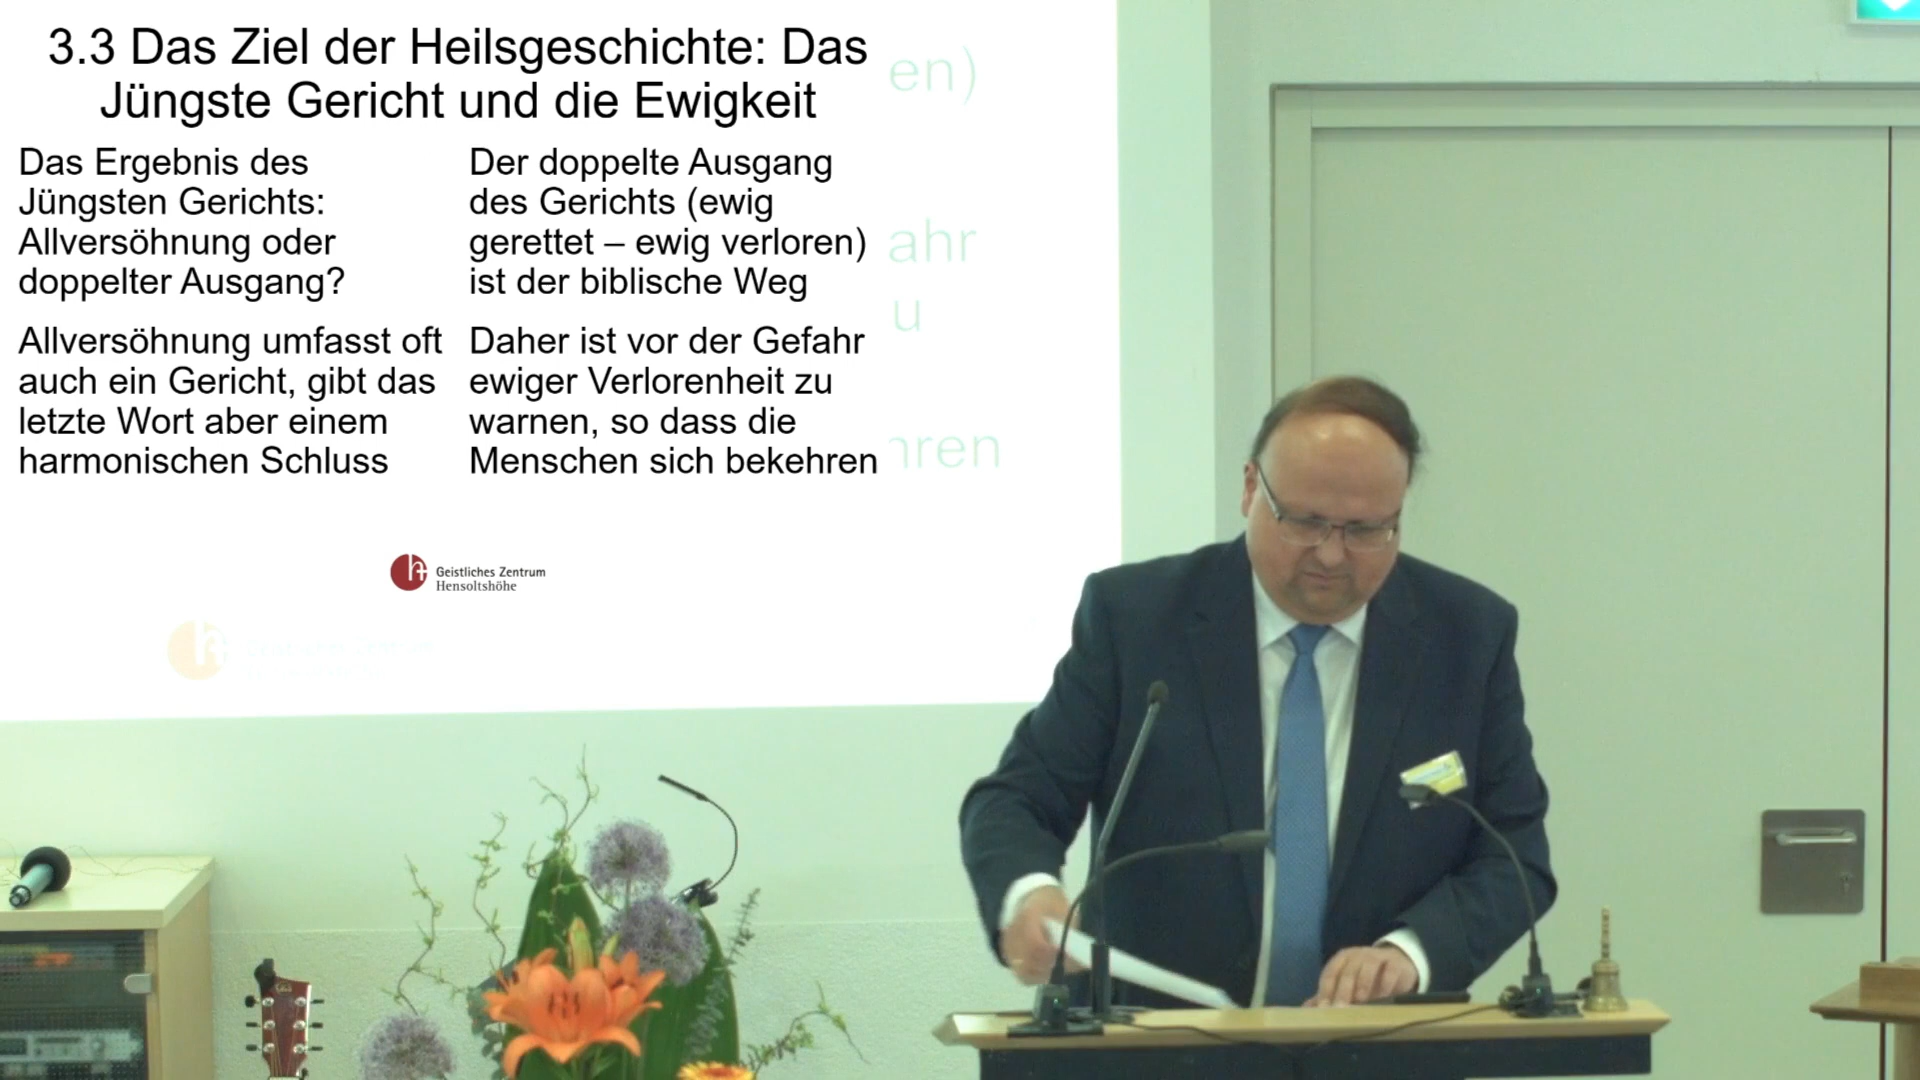 3.3 Das Ziel der Heilsgeschichte: Das
Jüngste Gericht und die Ewigkeit
Das Ergebnis des
Jüngsten Gerichts:
Allversöhnung oder
doppelter Ausgang?
Allversöhnung umfasst oft
auch ein Gericht, gibt das
letzte Wort aber einem
harmonischen Schluss
Der doppelte Ausgang
des Gerichts (ewig
gerettet – ewig verloren)
ist der biblische Weg
Daher ist vor der Gefahr
ewiger Verlorenheit zu
warnen, so dass die
Menschen sich bekehren
en)
ahr
u
hren
Geistliches Zentrum
Hensoltshöhe